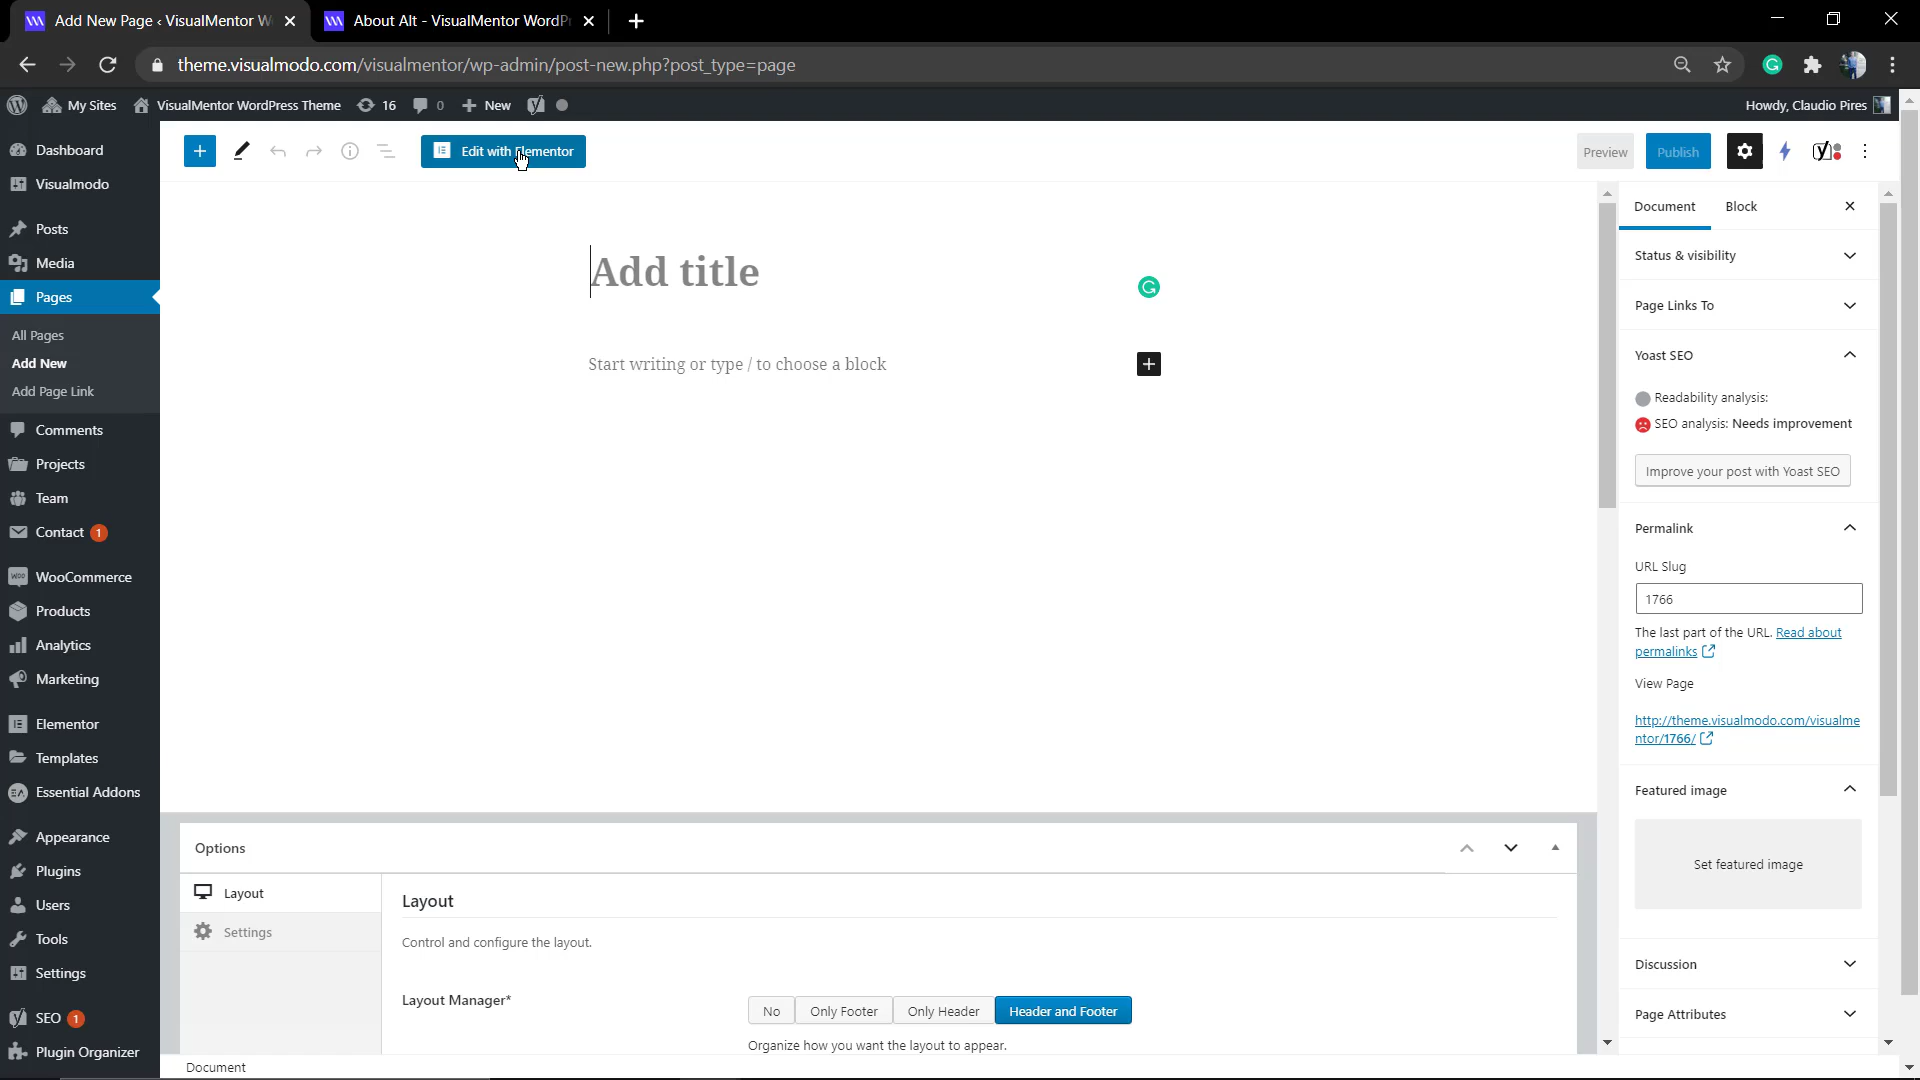 Add New Page ‹ VisualMentor W
About Alt - VisualMentor WordP
theme.visualmodo.com/visualmentor/wp-admin/post-new.php?post_type=page
My Sites
VisualMentor WordPress Theme
16
0
New
Howdy, Claudio Pires
Dashboard
Visualmodo
Posts
Media
Pages
All Pages
Add New
Add Page Link
Comments
Projects
Team
Contact 1
WooCommerce
Products
Analytics
Marketing
Elementor
Templates
Essential Addons
Appearance
Plugins
Users
Tools
Settings
SEO 1
Plugin Organizer
Edit with Elementor
Preview
Publish
Add title
Start writing or type / to choose a block
Options
Layout
Settings
Layout
Control and configure the layout.
Layout Manager*
No
Only Footer
Only Header
Header and Footer
Organize how you want the layout to appear.
Document
Document
Block
Status & visibility
Page Links To
Yoast SEO
Readability analysis:
SEO analysis: Needs improvement
Improve your post with Yoast SEO
Permalink
URL Slug
1766
The last part of the URL. Read about
permalinks
View Page
http://theme.visualmodo.com/visualme
ntor/1766/
Featured image
Set featured image
Discussion
Page Attributes